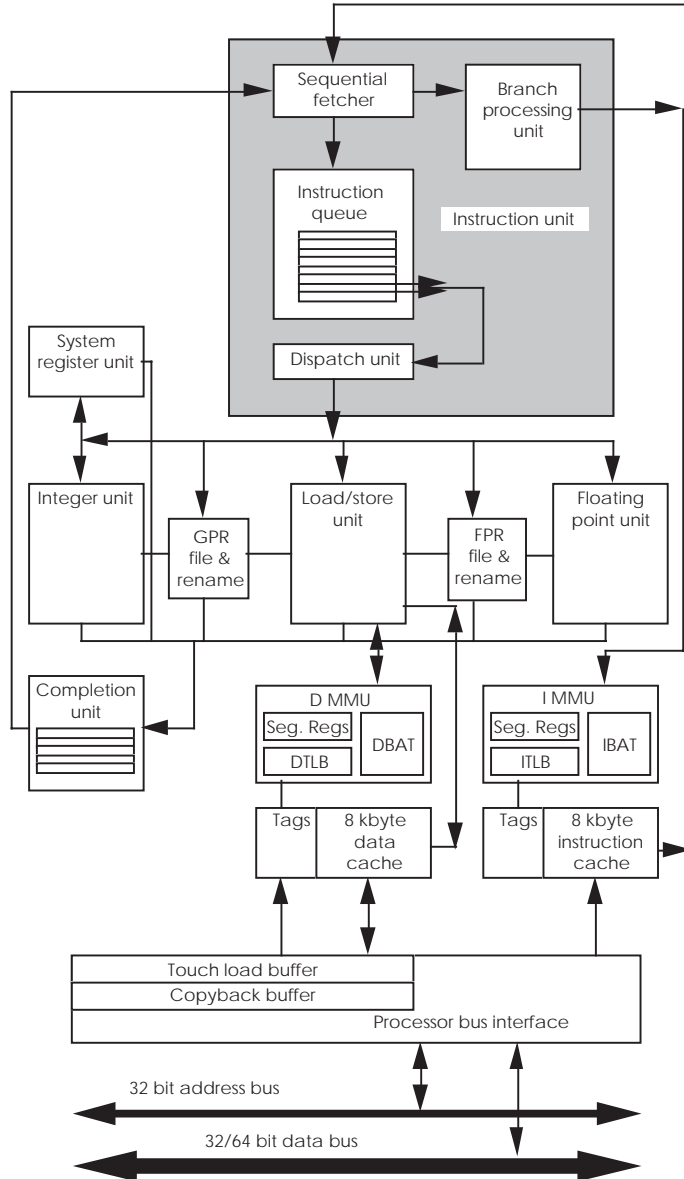 Sequential
fetcher
Branch
processing
unit
Instruction
queue
Instruction unit
Dispatch unit
System
register unit
Integer unit
GPR
file &
rename
Load/store
unit
FPR
file &
rename
Floating
point unit
Completion
unit
D MMU
Seg. Regs
DTLB
DBAT
I MMU
Seg. Regs
ITLB
IBAT
Tags
8 kbyte
data
cache
Tags
8 kbyte
instruction
cache
Touch load buffer
Copyback buffer
Processor bus interface
32 bit address bus
32/64 bit data bus